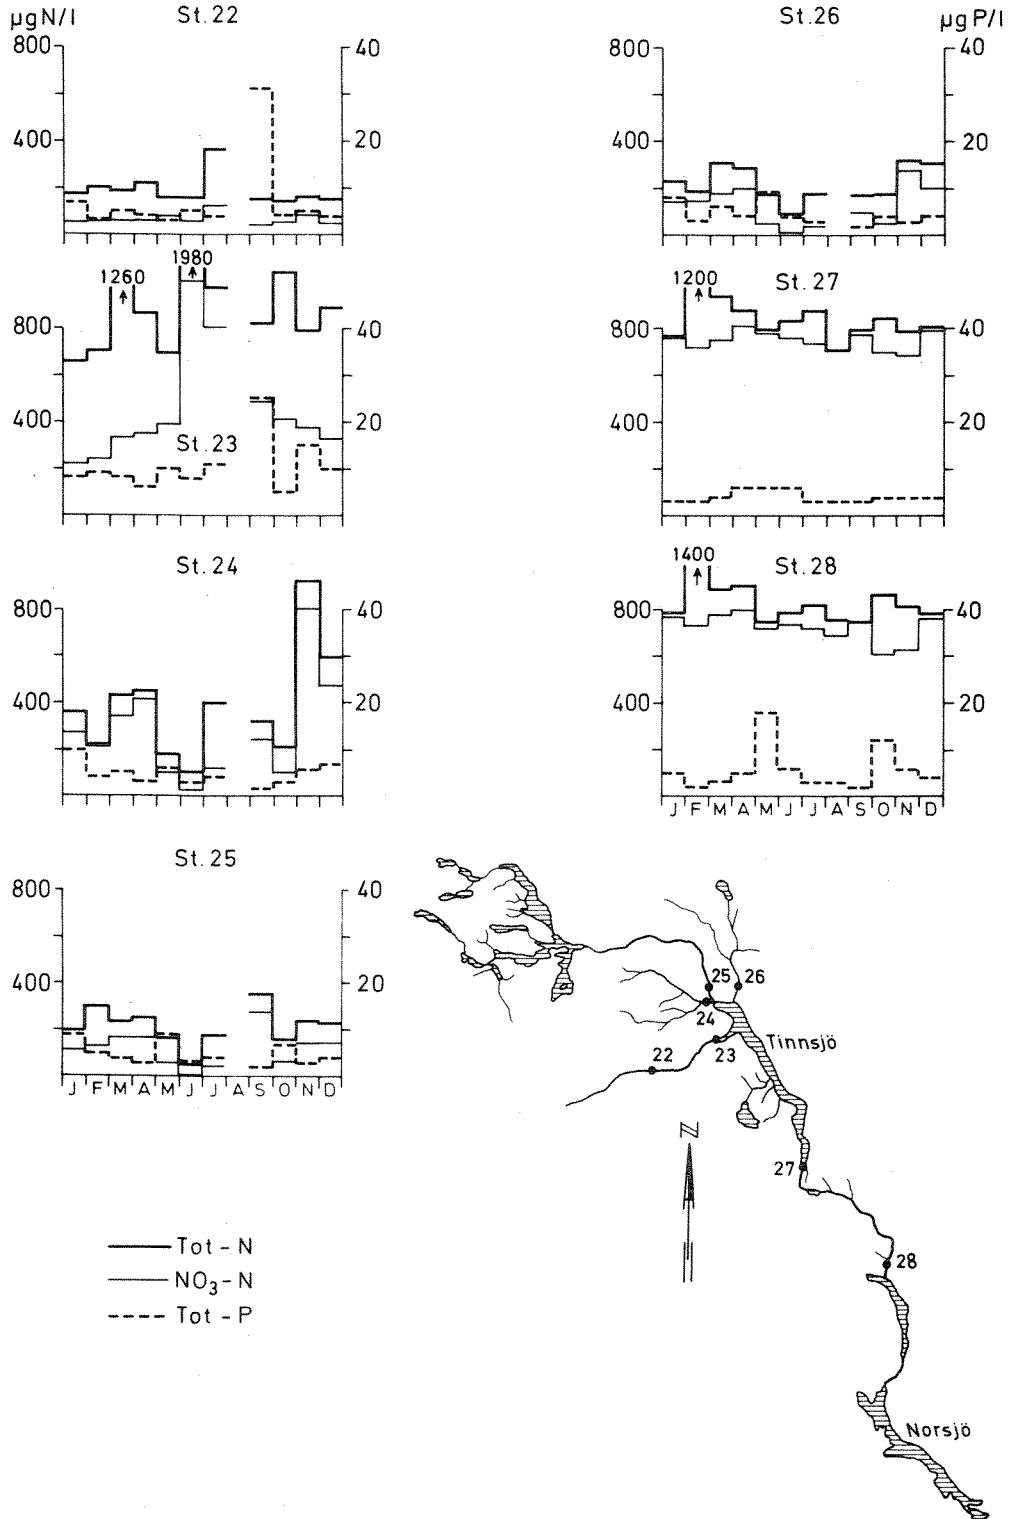 µgN/l St.22 St.26 µgP/l
800 40 800 40
400 20 400 20
1260 1980 1200 St.27
800 40 800 40
400 20 400 20
St.23
St.24 1400 St.28
800 40 800 40
400 20 400 20
J F M A M J J A S O N D
St.25
800 40
400 20
J F M A M J J A S O N D
25 26
24
Tinnsjö
23
22
N
27
28
Norsjö
Tot-N
NO₃-N
Tot-P